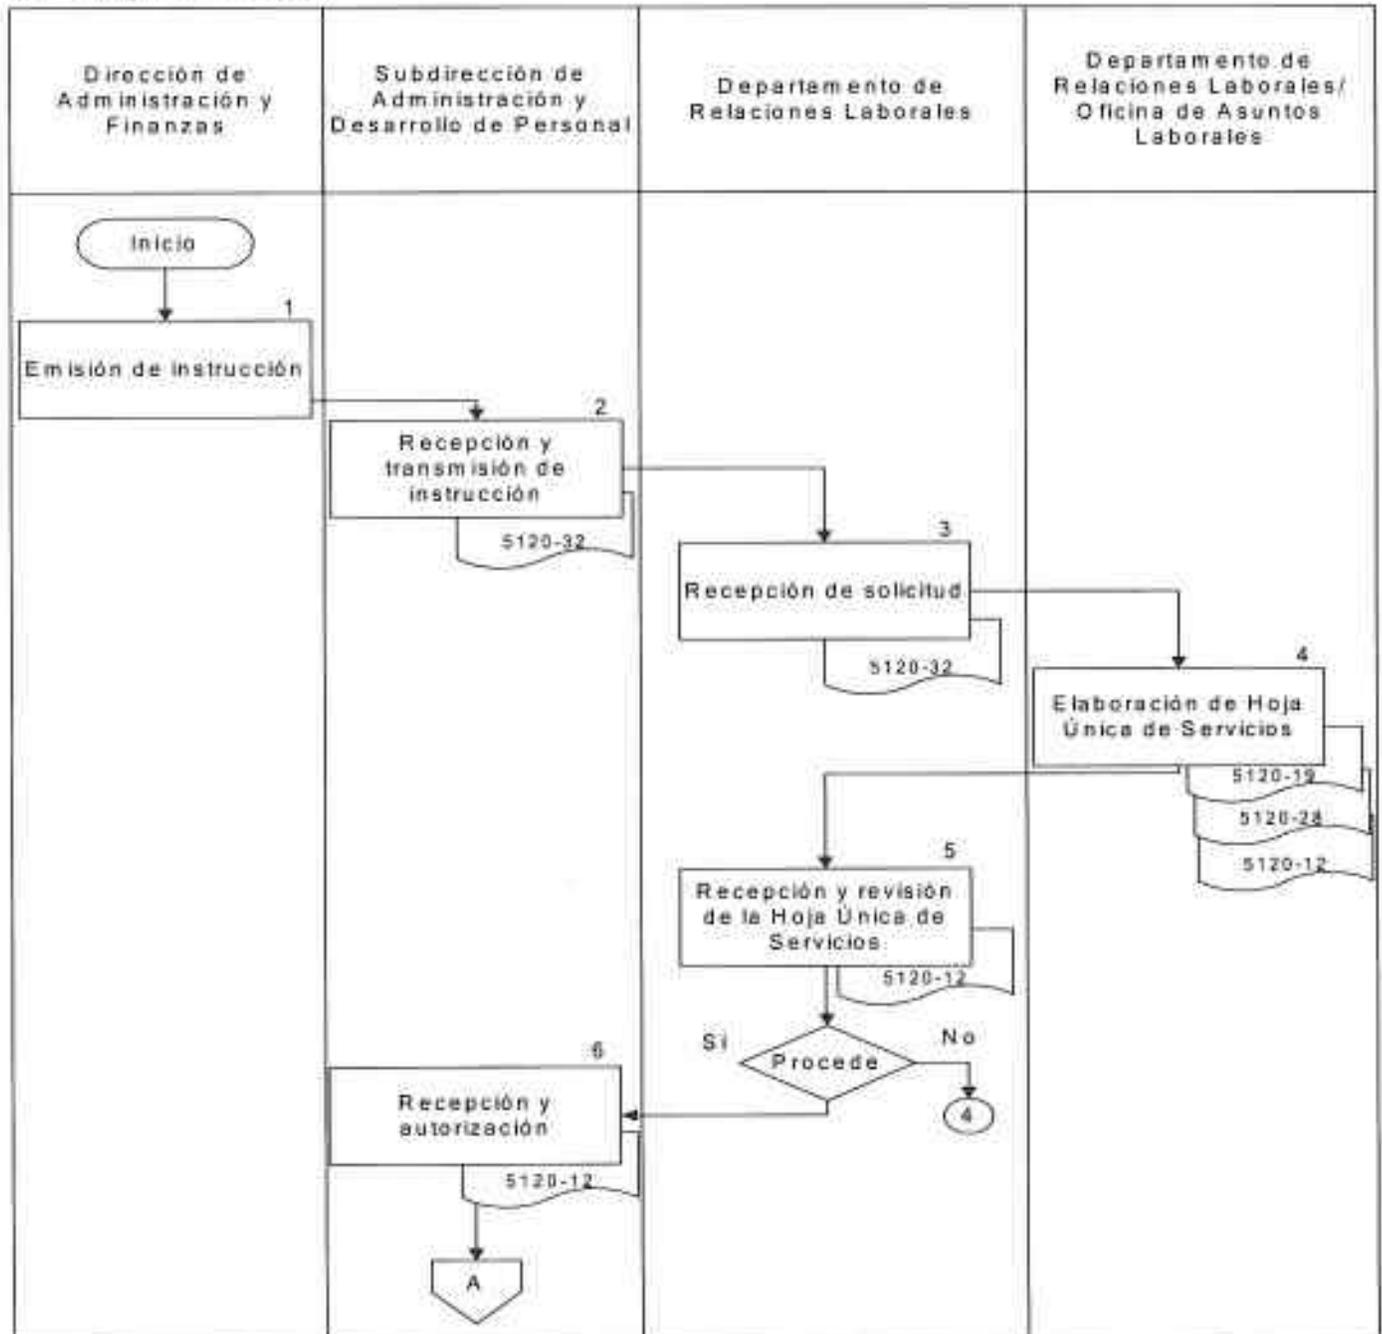 Dirección de
Administración y
Finanzas
Subdirección de
Administración y
Desarrollo de Personal
Departamento de
Relaciones Laborales
Departamento de
Relaciones Laborales/
Oficina de Asuntos
Laborales
Inicio
1
Emisión de instrucción
2
Recepción y
transmisión de
instrucción
5120-32
3
Recepción de solicitud
5120-32
4
Elaboración de Hoja
Única de Servicios
5120-19
5120-28
5120-12
5
Recepción y revisión
de la Hoja Única de
Servicios
5120-12
Si
Procede
No
4
6
Recepción y
autorización
5120-12
A